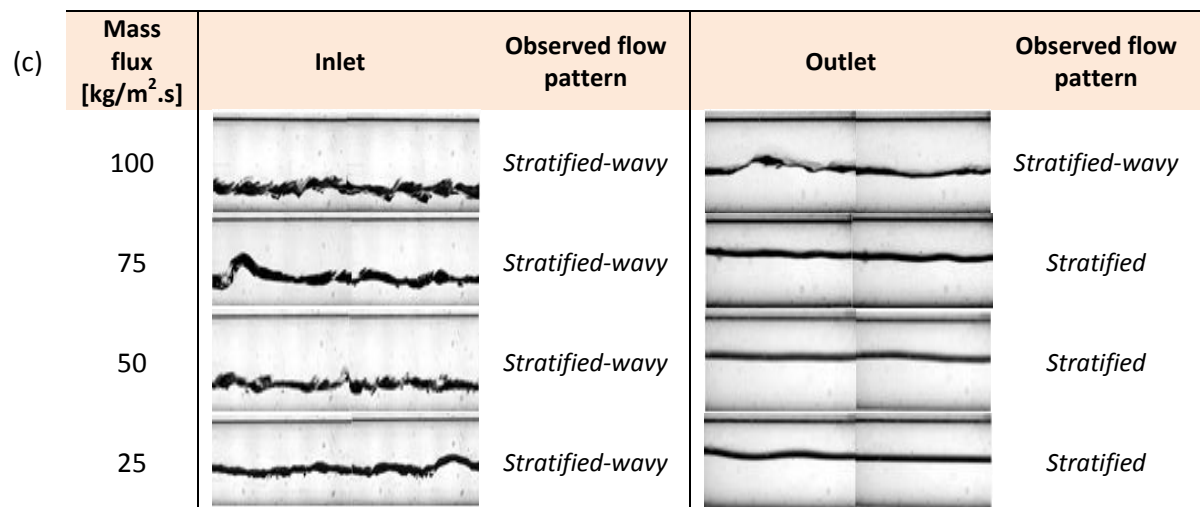 (c)
Mass flux [kg/m².s]
Inlet
Observed flow pattern
Outlet
Observed flow pattern
100
Stratified-wavy
Stratified-wavy
75
Stratified-wavy
Stratified
50
Stratified-wavy
Stratified
25
Stratified-wavy
Stratified